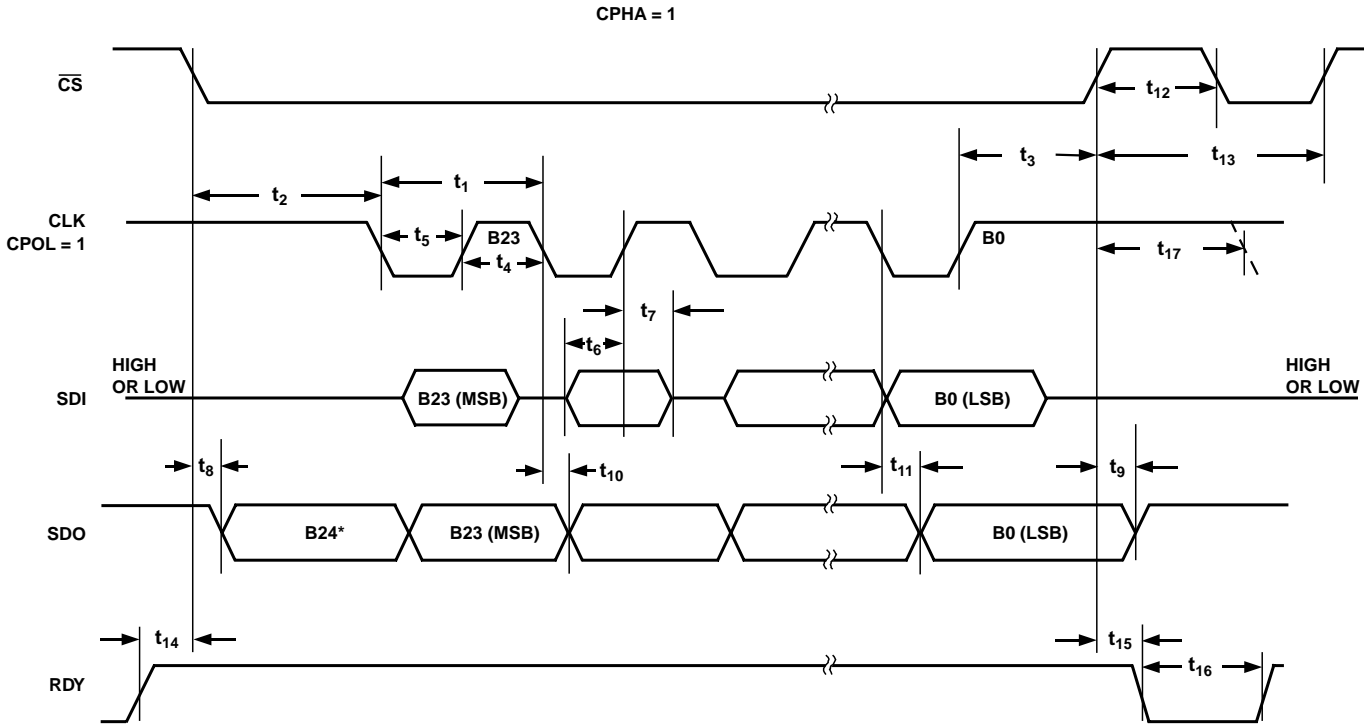 CPHA = 1
CS
t12
t3
t13
t1
t2
CLK
CPOL = 1
t5
B23
t4
B0
t17
t7
t6
HIGH
OR LOW
HIGH
OR LOW
SDI
B23 (MSB)
B0 (LSB)
t8
t10
t11
t9
SDO
B24*
B23 (MSB)
B0 (LSB)
t14
t15
t16
RDY